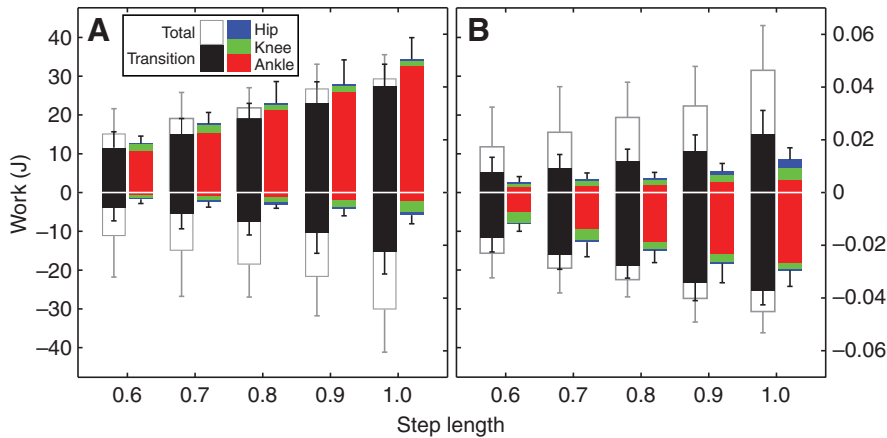 A
B
Total
Transition
Hip
Knee
Ankle
Work (J)
40
30
20
10
0
–10
–20
–30
–40
0.06
0.04
0.02
0
–0.02
–0.04
–0.06
0.6 0.7 0.8 0.9 1.0
0.6 0.7 0.8 0.9 1.0
Step length